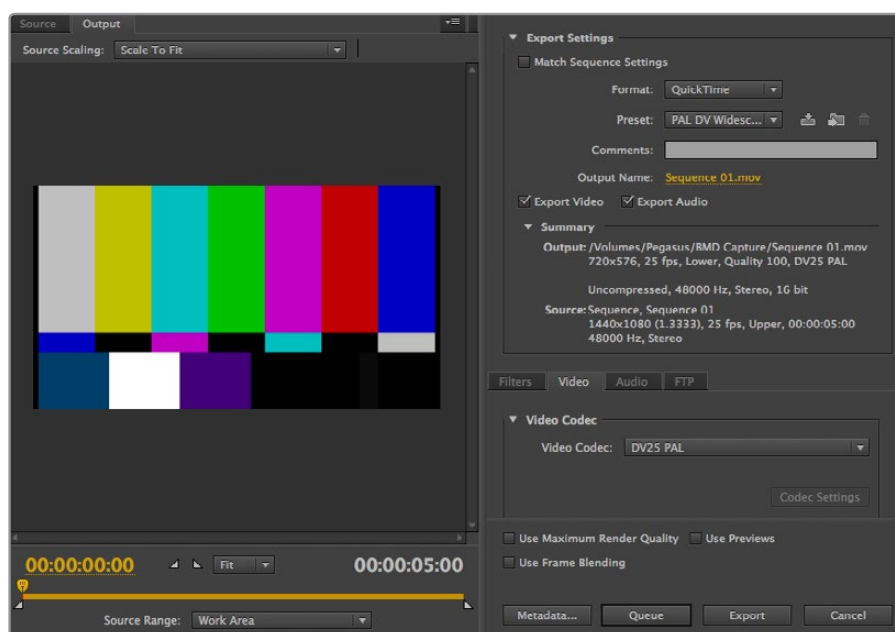 Source Output
Source Scaling: Scale To Fit
00:00:00:00 Fit 00:00:05:00
Source Range: Work Area
Export Settings
Match Sequence Settings
Format: QuickTime
Preset: PAL DV Widesc...
Comments:
Output Name: Sequence 01.mov
Export Video Export Audio
Summary
Output: /Volumes/Pegasus/BMD Capture/Sequence 01.mov
720x576, 25 fps, Lower, Quality 100, DV25 PAL
Uncompressed, 48000 Hz, Stereo, 16 bit
Source: Sequence, Sequence 01
1440x1080 (1.3333), 25 fps, Upper, 00:00:05:00
48000 Hz, Stereo
Filters Video Audio FTP
Video Codec
Video Codec: DV25 PAL
Codec Settings
Use Maximum Render Quality Use Previews
Use Frame Blending
Metadata... Queue Export Cancel